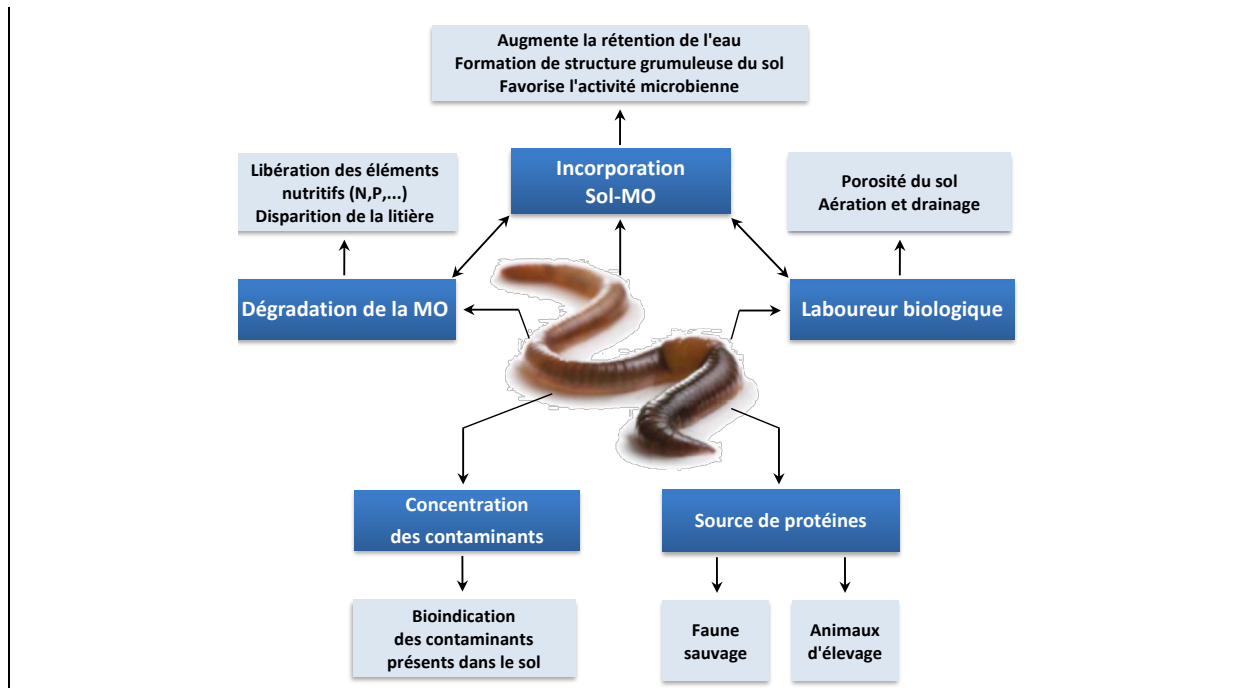 Augmente la rétention de l'eau
Formation de structure grumuleuse du sol
Favorise l'activité microbienne
Incorporation
Sol-MO
Libération des éléments
nutritifs (N,P,...)
Disparition de la litière
Porosité du sol
Aération et drainage
Dégradation de la MO
Laboureur biologique
Concentration
des contaminants
Source de protéines
Bioindication
des contaminants
présents dans le sol
Faune
sauvage
Animaux
d'élevage